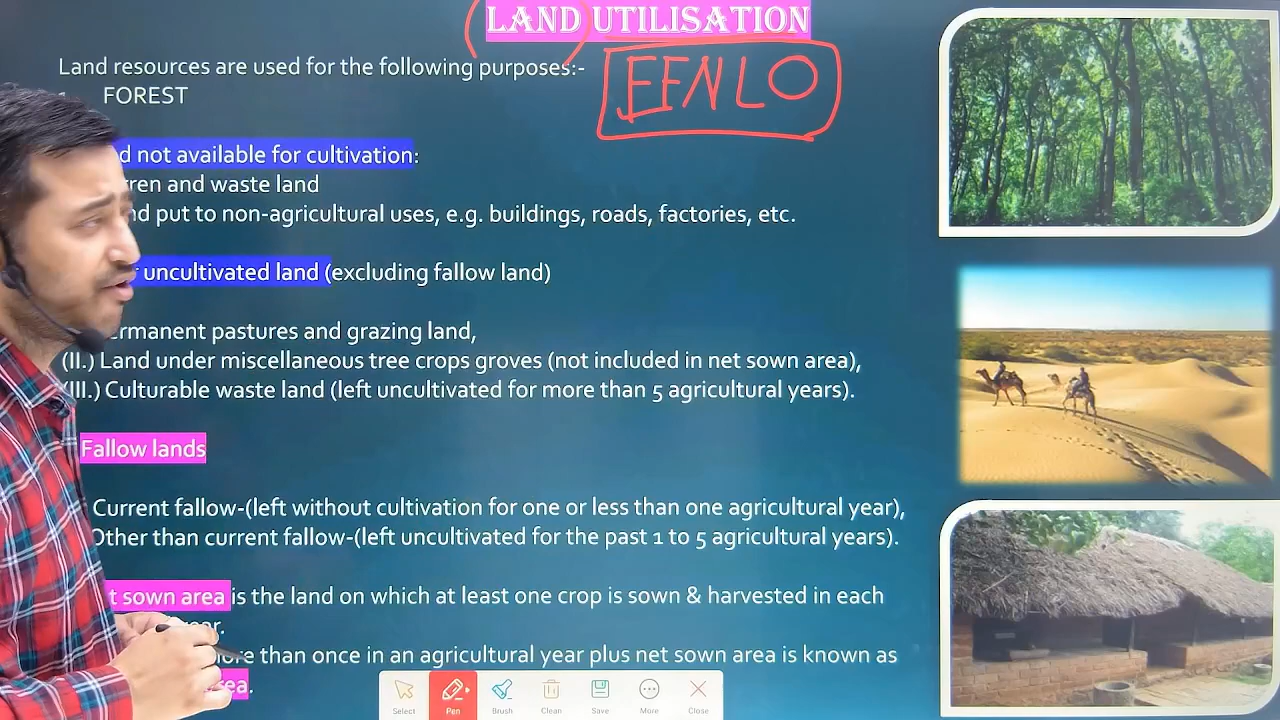 LAND UTILISATION
FFNLO
Land resources are used for the following purposes:-
FOREST
not available for cultivation:
and waste land
put to non-agricultural uses, e.g. buildings, roads, factories, etc.
uncultivated land (excluding fallow land)
pastures and grazing land,
(II.) Land under miscellaneous tree crops groves (not included in net sown area),
(III.) Culturable waste land (left uncultivated for more than 5 agricultural years).
Fallow lands
Current fallow-(left without cultivation for one or less than one agricultural year),
Other than current fallow-(left uncultivated for the past 1 to 5 agricultural years).
sown area is the land on which at least one crop is sown & harvested in each
than once in an agricultural year plus net sown area is known as
Select
Pen
Brush
Clean
Save
More
Close